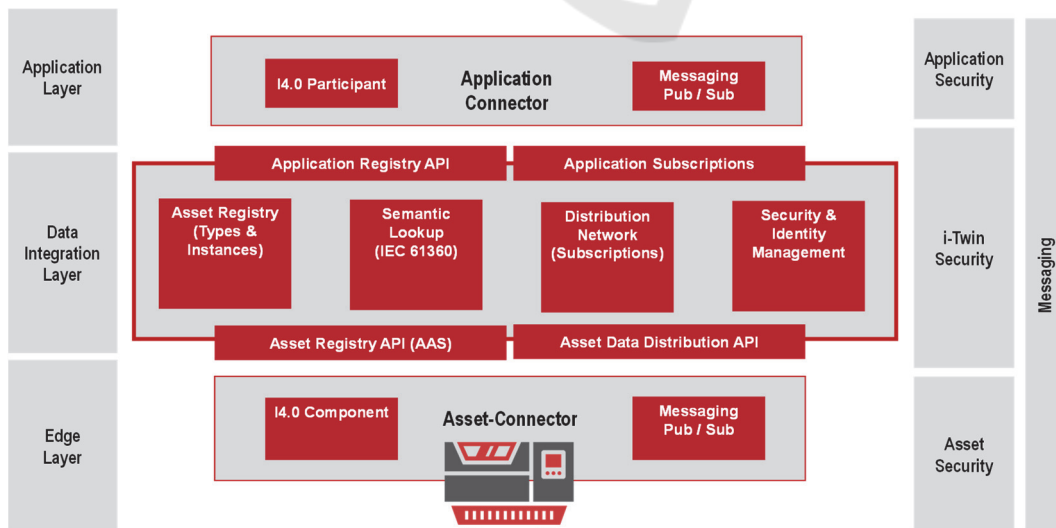 Application
Layer
I4.0 Participant
Application
Connector
Messaging
Pub / Sub
Application
Security
Application Registry API
Application Subscriptions
Data
Integration
Layer
Asset Registry
(Types &
Instances)
Semantic
Lookup
(IEC 61360)
Distribution
Network
(Subscriptions)
Security &
Identity
Management
i-Twin
Security
Messaging
Asset Registry API (AAS)
Asset Data Distribution API
Edge
Layer
I4.0 Component
Asset-Connector
Messaging
Pub / Sub
Asset
Security